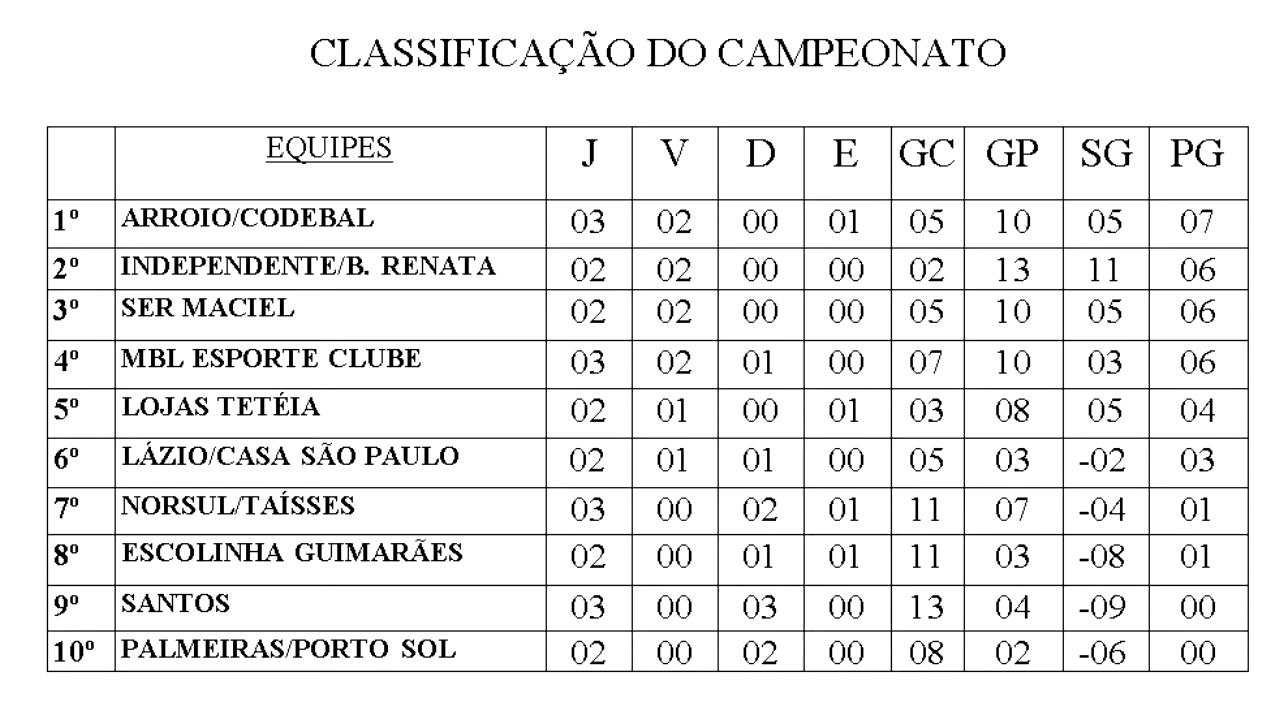 CLASSIFICAÇÃO DO CAMPEONATO
EQUIPES J V D E GC GP SG PG
1º ARROIO/CODEBAL 03 02 00 01 05 10 05 07
2º INDEPENDENTE/B. RENATA 02 02 00 00 02 13 11 06
3º SER MACIEL 02 02 00 00 05 10 05 06
4º MBL ESPORTE CLUBE 03 02 01 00 07 10 03 06
5º LOJAS TETÉIA 02 01 00 01 03 08 05 04
6º LÁZIO/CASA SÃO PAULO 02 01 01 00 05 03 -02 03
7º NORSUL/TAÍSSES 03 00 02 01 11 07 -04 01
8º ESCOLINHA GUIMARÃES 02 00 01 01 11 03 -08 01
9º SANTOS 03 00 03 00 13 04 -09 00
10º PALMEIRAS/PORTO SOL 02 00 02 00 08 02 -06 00